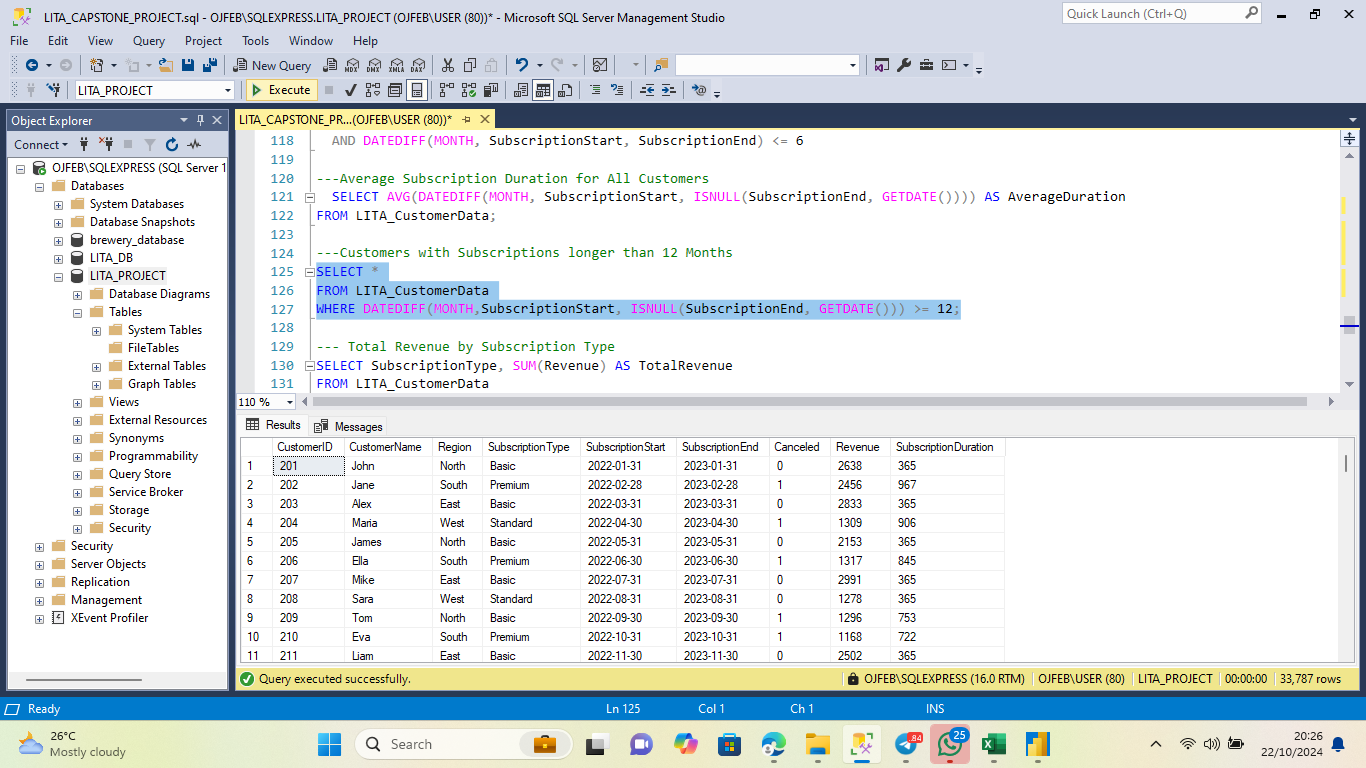 LITA_CAPSTONE_PROJECT.sql - OJFEB\SQLEXPRESS.LITA_PROJECT (OJFEB\USER (80))* - Microsoft SQL Server Management Studio
Quick Launch (Ctrl+Q)
File Edit View Query Project Tools Window Help
New Query MDX DMX XMLA DAX
LITA_PROJECT Execute
Object Explorer
Connect
OJFEB\SQLEXPRESS (SQL Server 1
Databases
System Databases
Database Snapshots
brewery_database
LITA_DB
LITA_PROJECT
Database Diagrams
Tables
System Tables
FileTables
External Tables
Graph Tables
Views
External Resources
Synonyms
Programmability
Query Store
Service Broker
Storage
Security
Security
Server Objects
Replication
Management
XEvent Profiler
LITA_CAPSTONE_PR...(OJFEB\USER (80))*
118 AND DATEDIFF(MONTH, SubscriptionStart, SubscriptionEnd) <= 6
119
120 ---Average Subscription Duration for All Customers
121 SELECT AVG(DATEDIFF(MONTH, SubscriptionStart, ISNULL(SubscriptionEnd, GETDATE()))) AS AverageDuration
122 FROM LITA_CustomerData;
123
124 ---Customers with Subscriptions longer than 12 Months
125 SELECT *
126 FROM LITA_CustomerData
127 WHERE DATEDIFF(MONTH,SubscriptionStart, ISNULL(SubscriptionEnd, GETDATE())) >= 12;
128
129 --- Total Revenue by Subscription Type
130 SELECT SubscriptionType, SUM(Revenue) AS TotalRevenue
131 FROM LITA_CustomerData
110 %
Results Messages
CustomerID CustomerName Region SubscriptionType SubscriptionStart SubscriptionEnd Canceled Revenue SubscriptionDuration
1 201 John North Basic 2022-01-31 2023-01-31 0 2638 365
2 202 Jane South Premium 2022-02-28 2023-02-28 1 2456 967
3 203 Alex East Basic 2022-03-31 2023-03-31 0 2833 365
4 204 Maria West Standard 2022-04-30 2023-04-30 1 1309 906
5 205 James North Basic 2022-05-31 2023-05-31 0 2153 365
6 206 Ella South Premium 2022-06-30 2023-06-30 1 1317 845
7 207 Mike East Basic 2022-07-31 2023-07-31 0 2991 365
8 208 Sara West Standard 2022-08-31 2023-08-31 0 1278 365
9 209 Tom North Basic 2022-09-30 2023-09-30 1 1296 753
10 210 Eva South Premium 2022-10-31 2023-10-31 1 1168 722
11 211 Liam East Basic 2022-11-30 2023-11-30 0 2502 365
Query executed successfully. OJFEB\SQLEXPRESS (16.0 RTM) OJFEB\USER (80) LITA_PROJECT 00:00:00 33,787 rows
Ready Ln 125 Col 1 Ch 1 INS
26°C
Mostly cloudy
Search
84
25
20:26
22/10/2024